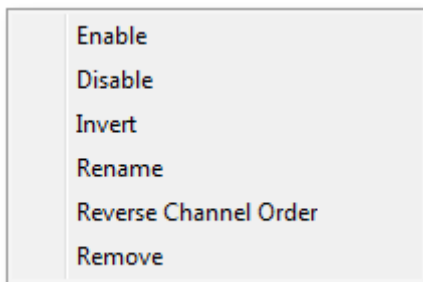 Enable
Disable
Invert
Rename
Reverse Channel Order
Remove